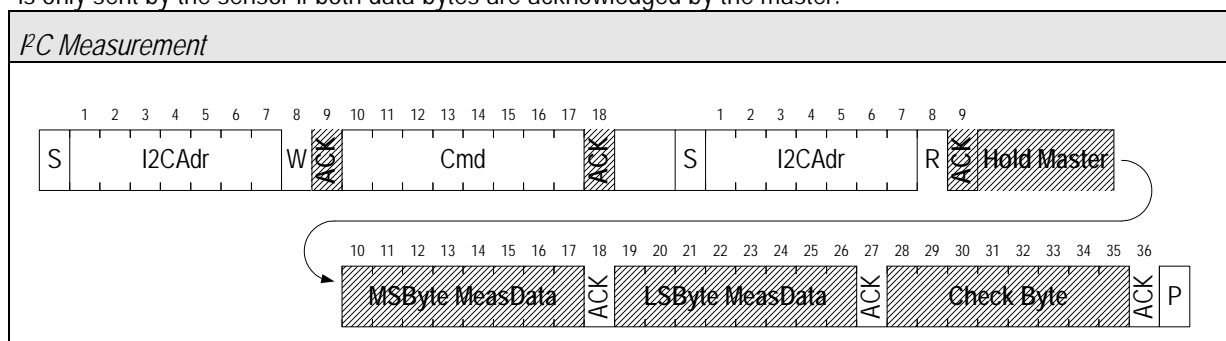 is only sent by the sensor if both data bytes are acknowledged by the master.
I²C Measurement
1 2 3 4 5 6 7 8 9 10 11 12 13 14 15 16 17 18 1 2 3 4 5 6 7 8 9
S I2CAdr W ACK Cmd ACK S I2CAdr R ACK Hold Master
10 11 12 13 14 15 16 17 18 19 20 21 22 23 24 25 26 27 28 29 30 31 32 33 34 35 36
MSByte MeasData ACK LSByte MeasData ACK Check Byte ACK P